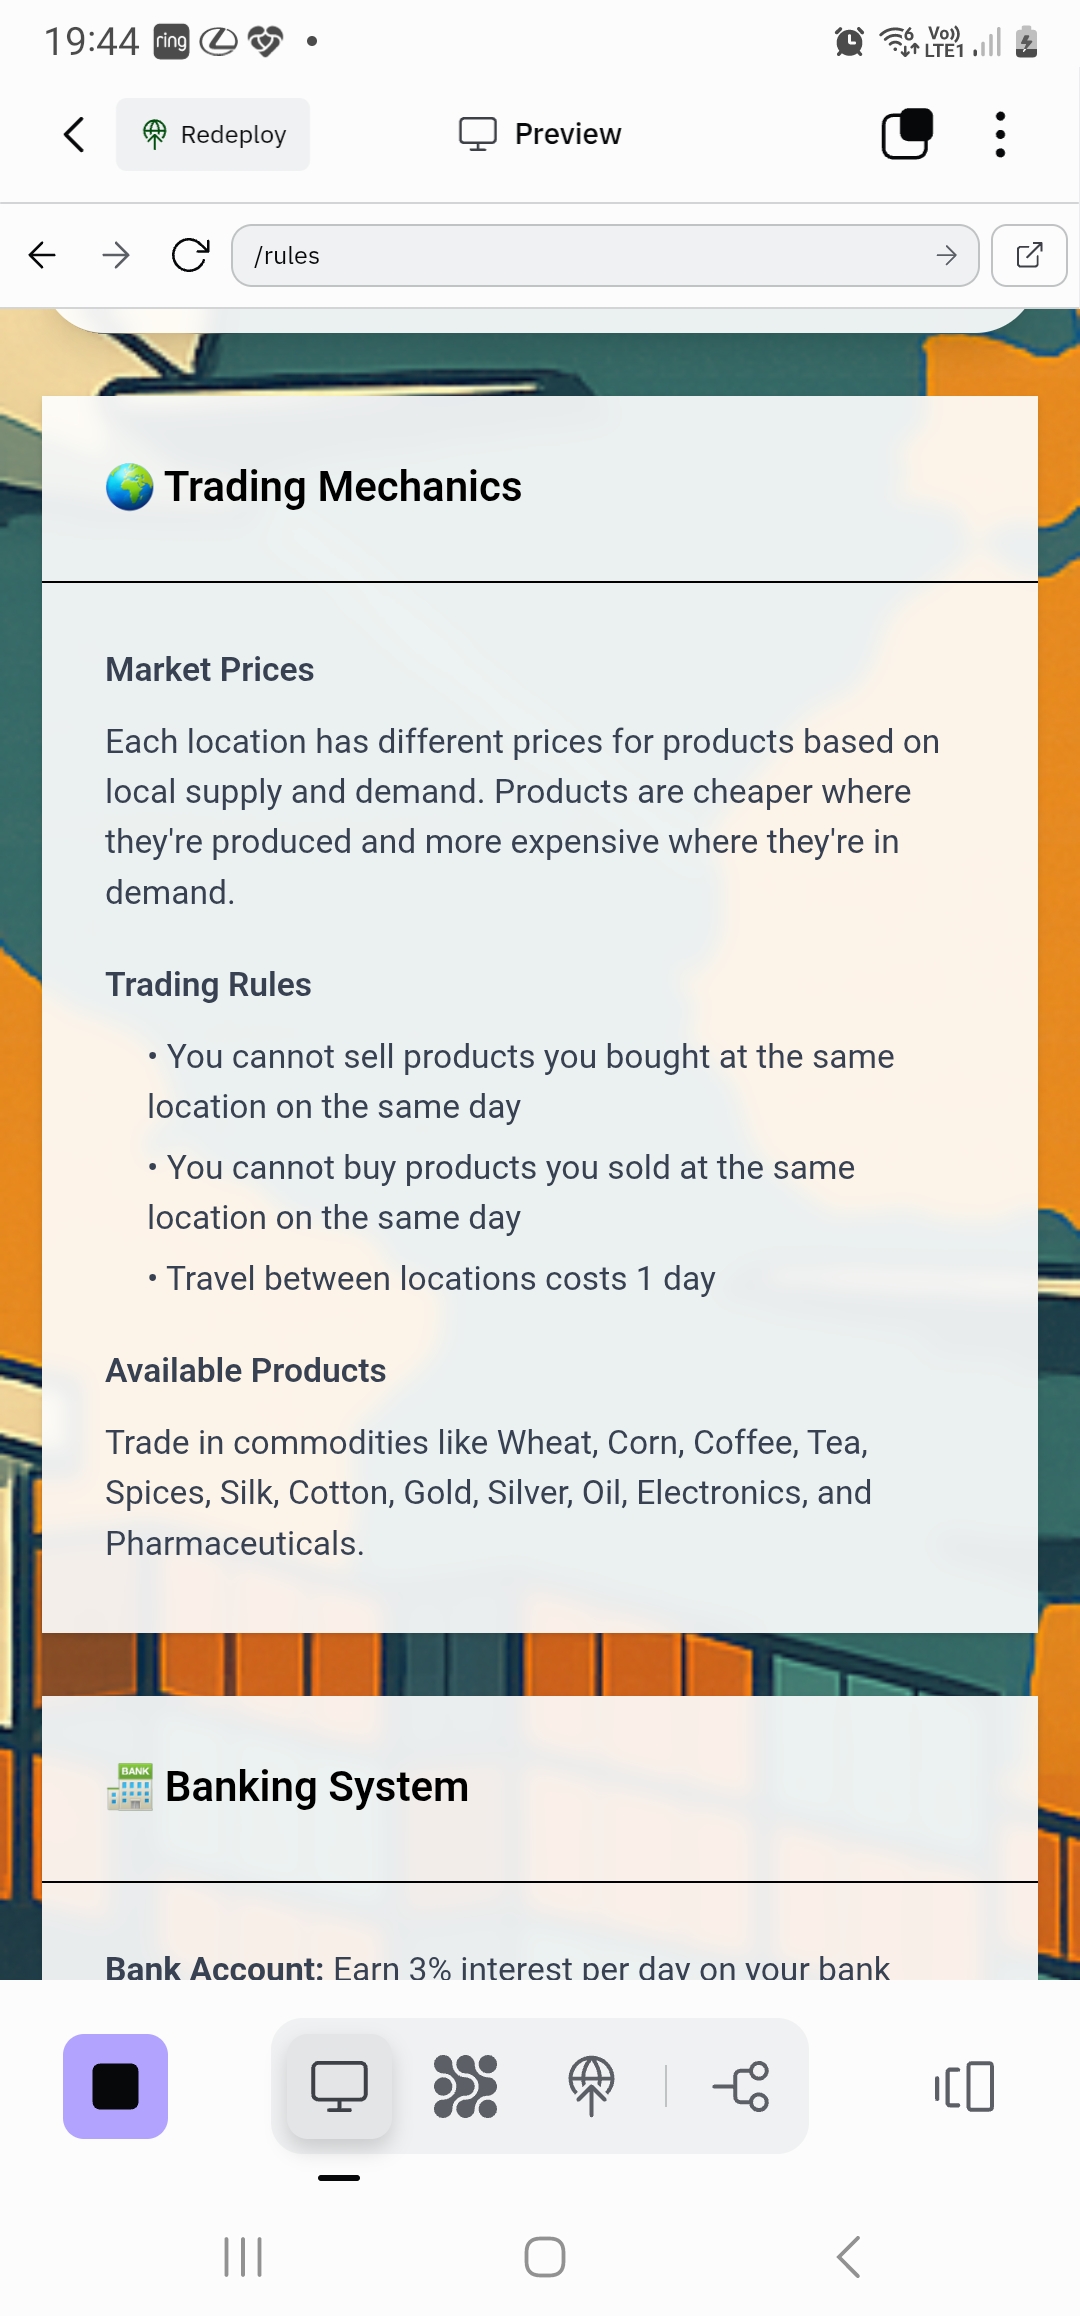 19:44 ring Vo)) LTE1 6
Redeploy Preview
/rules
🌍 Trading Mechanics
Market Prices
Each location has different prices for products based on
local supply and demand. Products are cheaper where
they're produced and more expensive where they're in
demand.
Trading Rules
• You cannot sell products you bought at the same
location on the same day
• You cannot buy products you sold at the same
location on the same day
• Travel between locations costs 1 day
Available Products
Trade in commodities like Wheat, Corn, Coffee, Tea,
Spices, Silk, Cotton, Gold, Silver, Oil, Electronics, and
Pharmaceuticals.
🏦 Banking System
Bank Account: Earn 3% interest per day on your bank